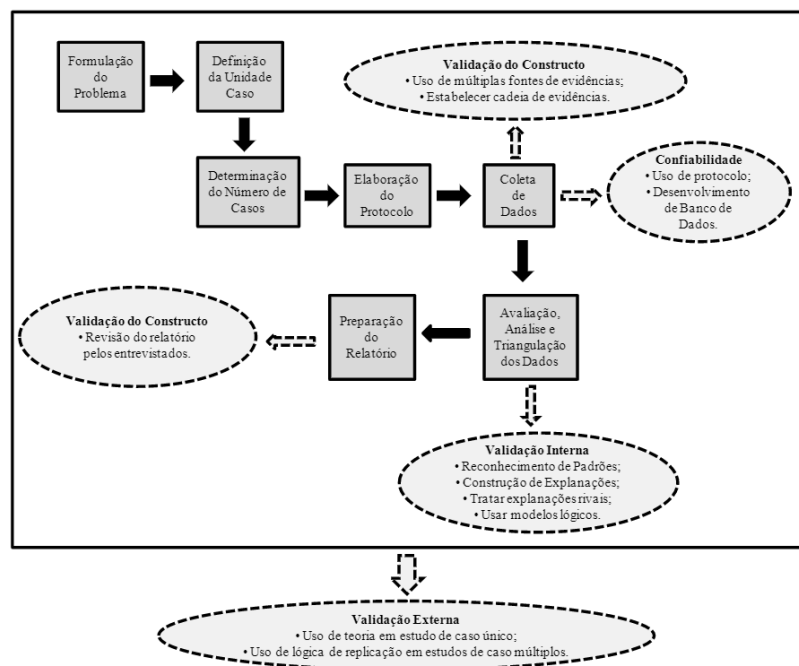 Formulação
do
Problema
Definição
da Unidade
Caso
Validação do Constructo
• Uso de múltiplas fontes de evidências;
• Estabelecer cadeia de evidências.
Determinação
do Número de
Casos
Elaboração
do
Protocolo
Coleta
de
Dados
Confiabilidade
• Uso de protocolo;
• Desenvolvimento
de Banco de
Dados.
Validação do Constructo
• Revisão do relatório
pelos entrevistados.
Preparação
do
Relatório
Avaliação,
Análise e
Triangulação
dos Dados
Validação Interna
• Reconhecimento de Padrões;
• Construção de Explanações;
• Tratar explanações rivais;
• Usar modelos lógicos.
Validação Externa
• Uso de teoria em estudo de caso único;
• Uso de lógica de replicação em estudos de caso múltiplos.